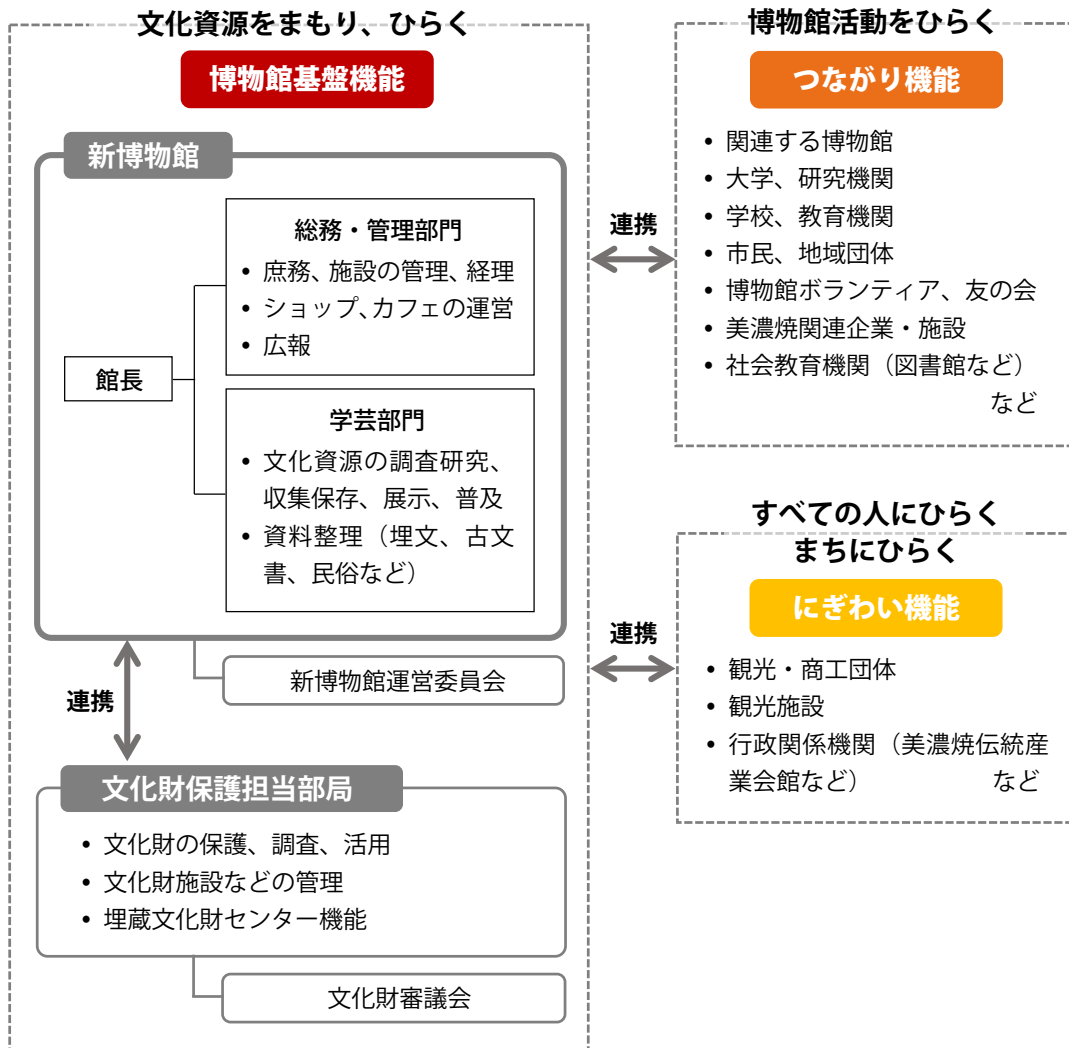 文化資源をまもり、ひらく
博物館基盤機能
新博物館
館長
総務・管理部門
• 庶務、施設の管理、経理
• ショップ、カフェの運営
• 広報
学芸部門
• 文化資源の調査研究、
収集保存、展示、普及
• 資料整理（埋文、古文
書、民俗など）
新博物館運営委員会
連携
文化財保護担当部局
• 文化財の保護、調査、活用
• 文化財施設などの管理
• 埋蔵文化財センター機能
文化財審議会
連携
博物館活動をひらく
つながり機能
• 関連する博物館
• 大学、研究機関
• 学校、教育機関
• 市民、地域団体
• 博物館ボランティア、友の会
• 美濃焼関連企業・施設
• 社会教育機関（図書館など）
など
連携
すべての人にひらく
まちにひらく
にぎわい機能
• 観光・商工団体
• 観光施設
• 行政関係機関（美濃焼伝統産
業会館など） など